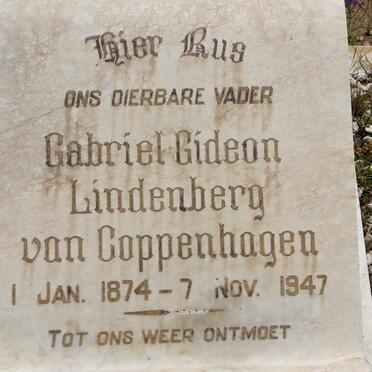 Hier Rus
ONS DIERBARE VADER
Gabriel Gideon
Lindenberg
van Coppenhagen
1 JAN. 1874 – 7 NOV. 1947
TOT ONS WEER ONTMOET